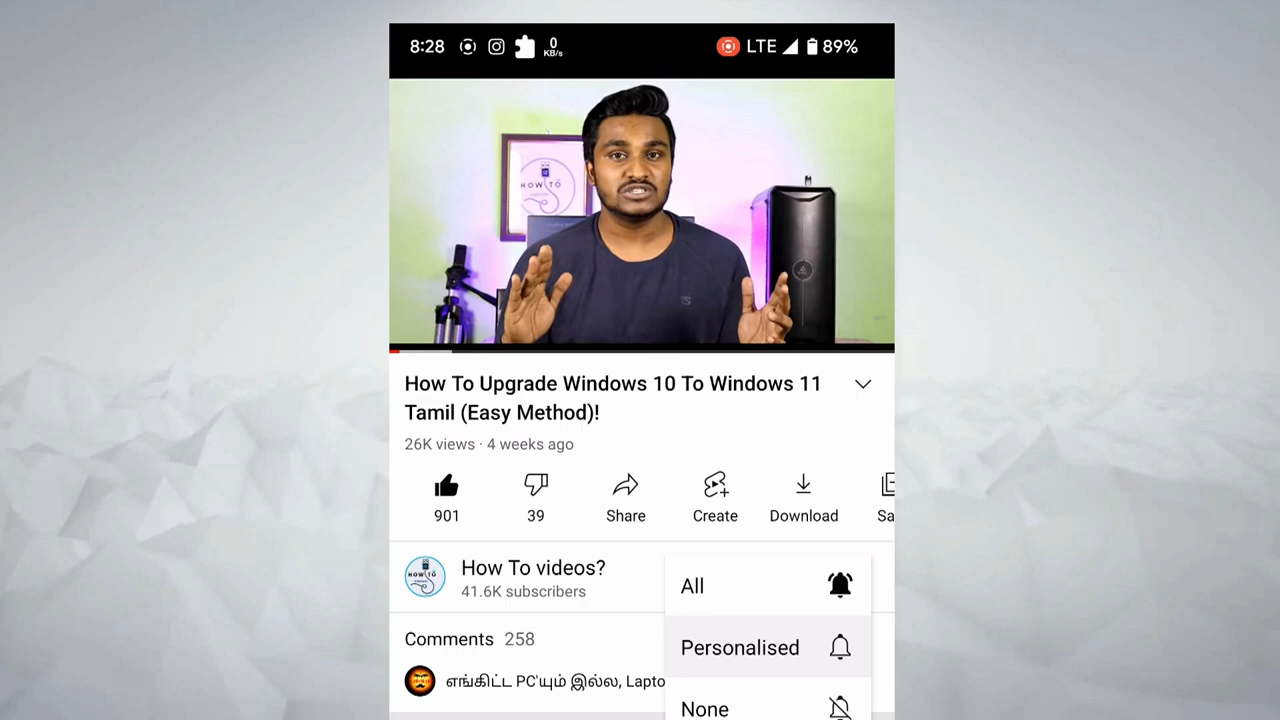 8:28 0 KB/s LTE 89%
HOW TO
How To Upgrade Windows 10 To Windows 11
Tamil (Easy Method)!
26K views · 4 weeks ago
901 39 Share Create Download Sa
HOW TO
How To videos?
41.6K subscribers
All
Comments 258
Personalised
எங்கிட்ட PC'யும் இல்ல, Lapto
None